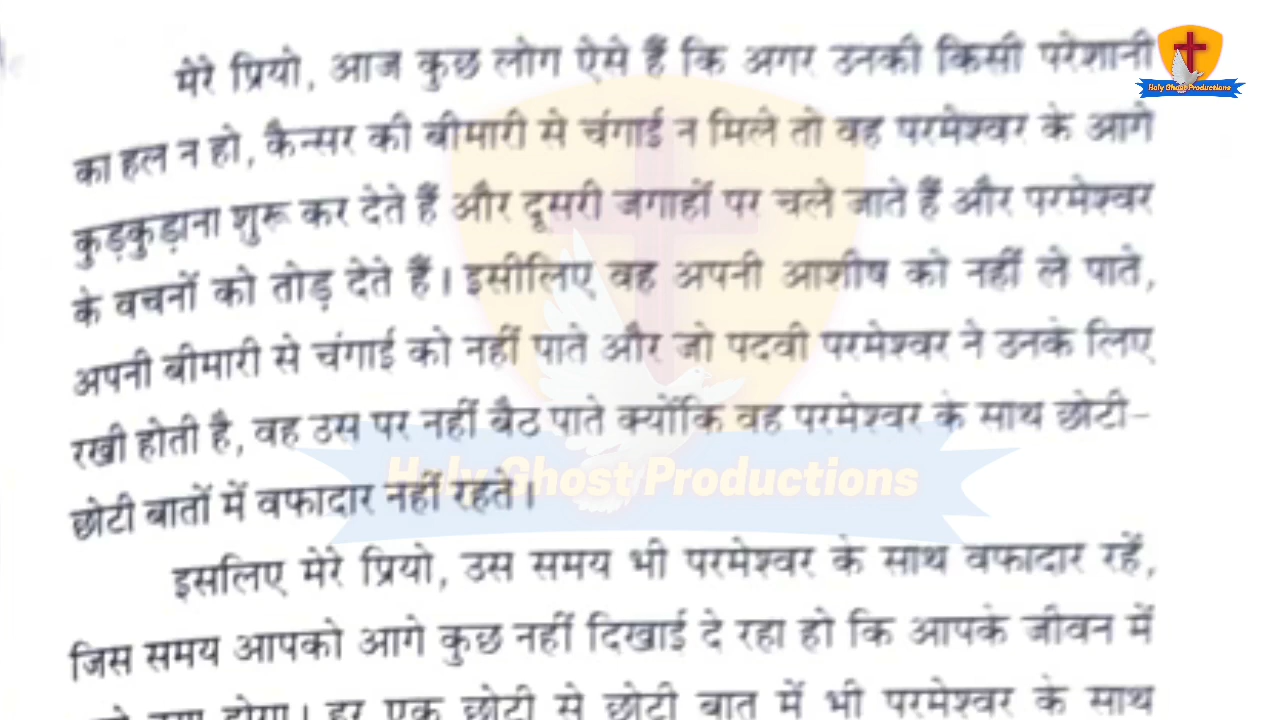 मेरे प्रियो, आज कुछ लोग ऐसे हैं कि अगर उनकी किसी परेशानी
का हल न हो, कैन्सर की बीमारी से चंगाई न मिले तो वह परमेश्वर के आगे
कुड़कुड़ाना शुरू कर देते हैं और दूसरी जगाहों पर चले जाते हैं और परमेश्वर
के वचनों को तोड़ देते हैं। इसीलिए वह अपनी आशीष को नहीं ले पाते,
अपनी बीमारी से चंगाई को नहीं पाते और जो पदवी परमेश्वर ने उनके लिए
रखी होती है, वह उस पर नहीं बैठ पाते क्योंकि वह परमेश्वर के साथ छोटी-
छोटी बातों में वफादार नहीं रहते।
इसलिए मेरे प्रियो, उस समय भी परमेश्वर के साथ वफादार रहें,
जिस समय आपको आगे कुछ नहीं दिखाई दे रहा हो कि आपके जीवन में
होगा। हर एक छोटी से छोटी बात में भी परमेश्वर के साथ
Holy Ghost Productions
Holy Ghost Productions